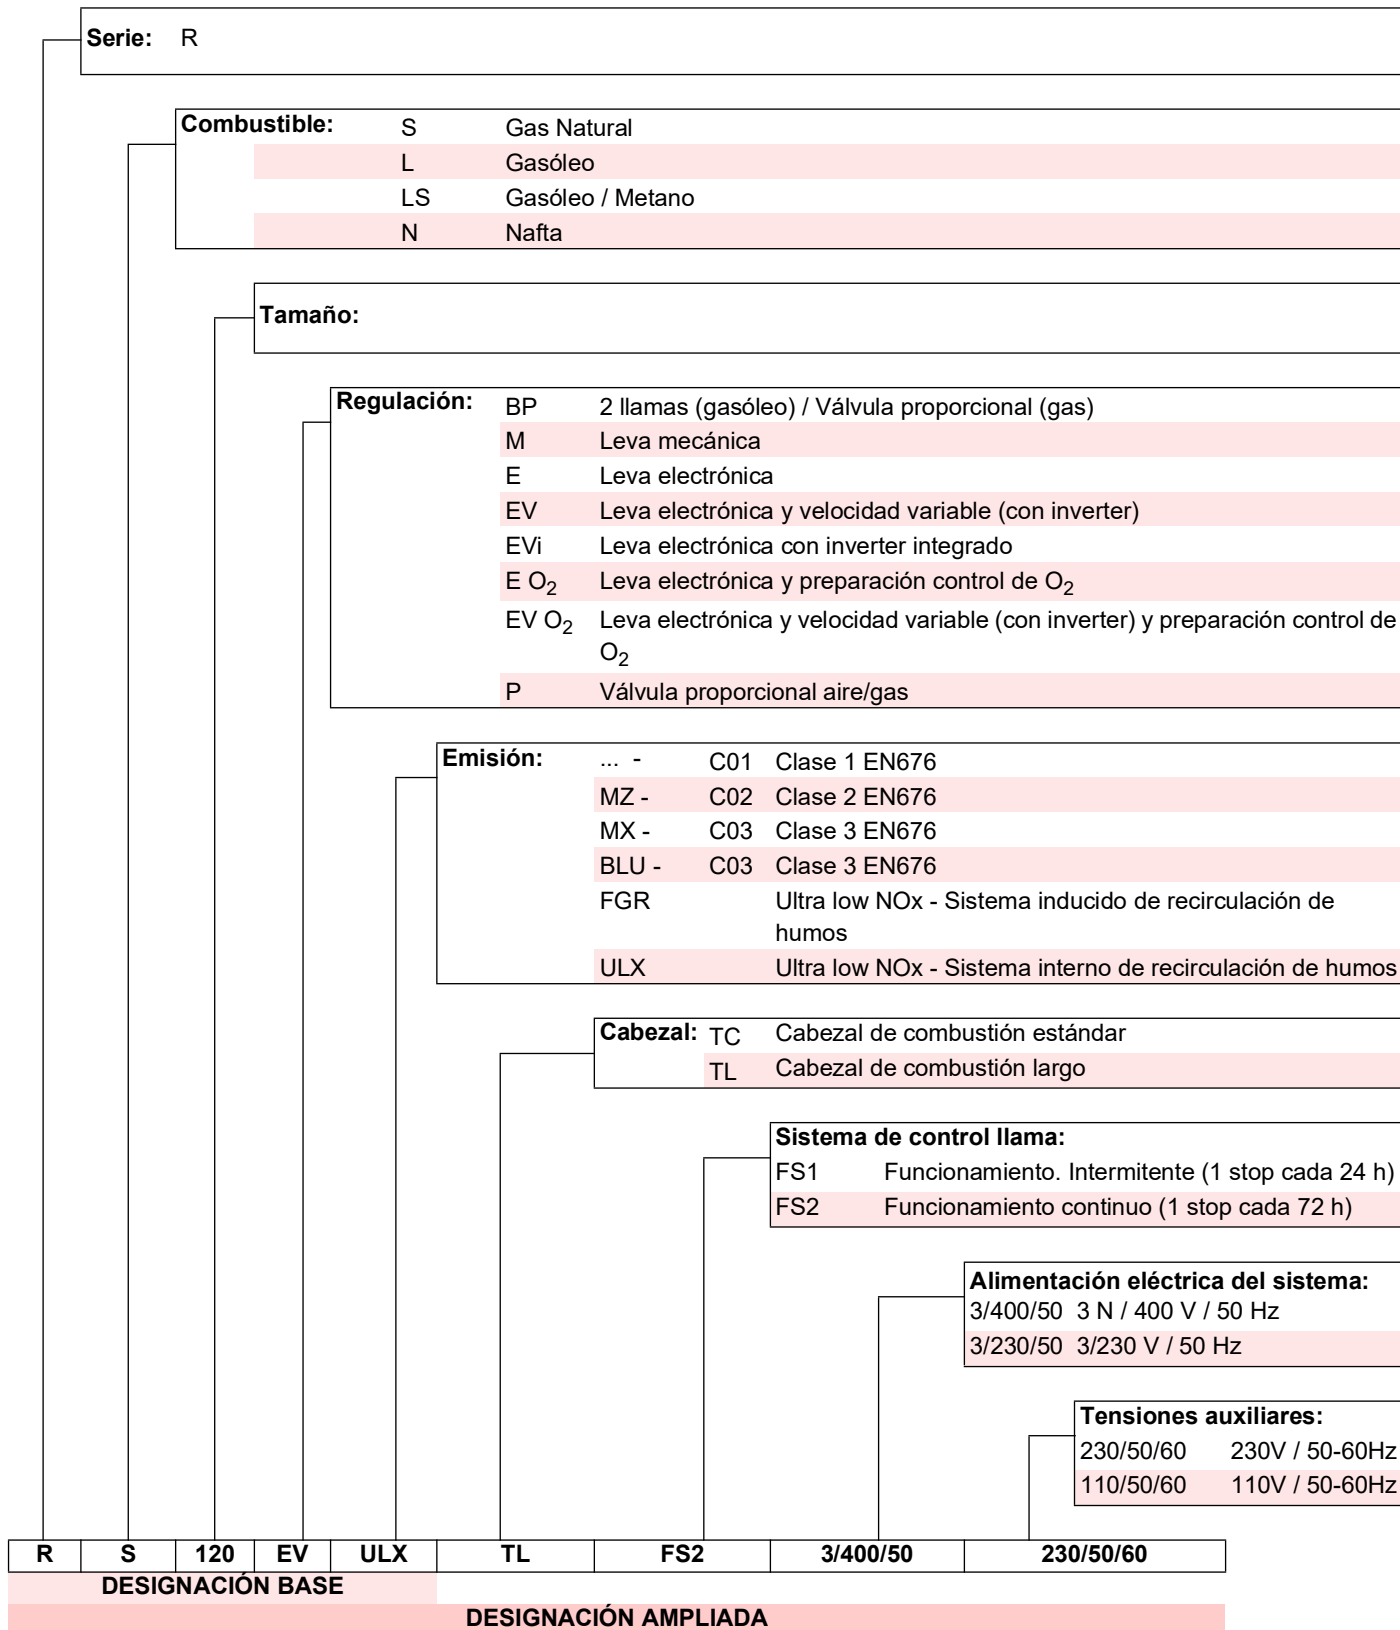 Serie: R
Combustible: S Gas Natural
L Gasóleo
LS Gasóleo / Metano
N Nafta
Tamaño:
Regulación: BP 2 llamas (gasóleo) / Válvula proporcional (gas)
M Leva mecánica
E Leva electrónica
EV Leva electrónica y velocidad variable (con inverter)
EVi Leva electrónica con inverter integrado
E O2 Leva electrónica y preparación control de O2
EV O2 Leva electrónica y velocidad variable (con inverter) y preparación control de
O2
P Válvula proporcional aire/gas
Emisión: ... - C01 Clase 1 EN676
MZ - C02 Clase 2 EN676
MX - C03 Clase 3 EN676
BLU - C03 Clase 3 EN676
FGR Ultra low NOx - Sistema inducido de recirculación de
humos
ULX Ultra low NOx - Sistema interno de recirculación de humos
Cabezal: TC Cabezal de combustión estándar
TL Cabezal de combustión largo
Sistema de control llama:
FS1 Funcionamiento. Intermitente (1 stop cada 24 h)
FS2 Funcionamiento continuo (1 stop cada 72 h)
Alimentación eléctrica del sistema:
3/400/50 3 N / 400 V / 50 Hz
3/230/50 3/230 V / 50 Hz
Tensiones auxiliares:
230/50/60 230V / 50-60Hz
110/50/60 110V / 50-60Hz
R S 120 EV ULX TL FS2 3/400/50 230/50/60
DESIGNACIÓN BASE
DESIGNACIÓN AMPLIADA